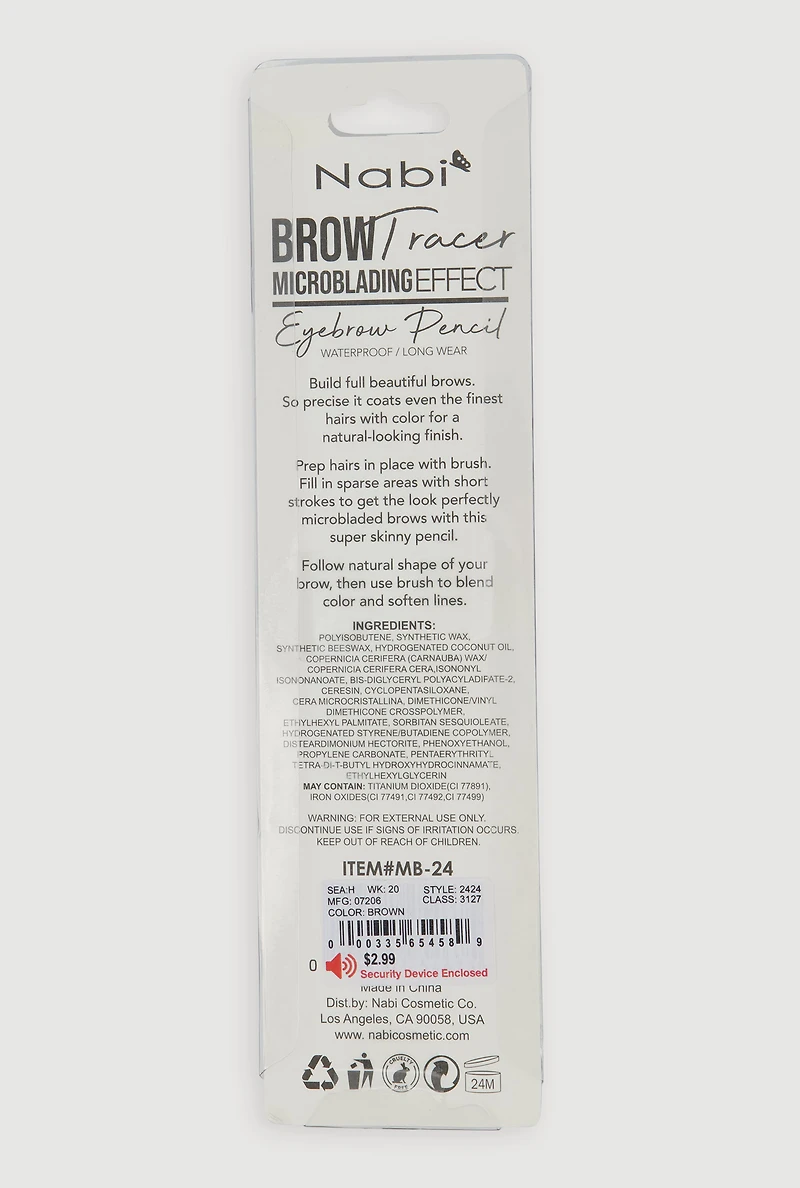 Nabi
BROW Tracer
MICROBLADING EFFECT
Eyebrow Pencil
WATERPROOF / LONG WEAR
Build full beautiful brows.
So precise it coats even the finest
hairs with color for a
natural-looking finish.
Prep hairs in place with brush.
Fill in sparse areas with short
strokes to get the look perfectly
microbladed brows with this
super skinny pencil.
Follow natural shape of your
brow, then use brush to blend
color and soften lines.
INGREDIENTS:
POLYISOBUTENE, SYNTHETIC WAX,
SYNTHETIC BEESWAX, HYDROGENATED COCONUT OIL,
COPERNICIA CERIFERA (CARNAUBA) WAX/
COPERNICIA CERIFERA CERA,ISONONYL
ISONONANOATE, BIS-DIGLYCERYL POLYACYLADIFATE-2,
CERESIN, CYCLOPENTASILOXANE,
CERA MICROCRISTALLINA, DIMETHICONE/VINYL
DIMETHICONE CROSSPOLYMER,
ETHYLHEXYL PALMITATE, SORBITAN SESQUIOLEATE,
HYDROGENATED STYRENE/BUTADIENE COPOLYMER,
DISTEARDIMONIUM HECTORITE, PHENOXYETHANOL,
PROPYLENE CARBONATE, PENTAERYTHRITYL
TETRA-DI-T-BUTYL HYDROXYHYDROCINNAMATE,
ETHYLHEXYLGLYCERIN
MAY CONTAIN: TITANIUM DIOXIDE(CI 77891),
IRON OXIDES(CI 77491,CI 77492,CI 77499)
WARNING: FOR EXTERNAL USE ONLY.
DISCONTINUE USE IF SIGNS OF IRRITATION OCCURS.
KEEP OUT OF REACH OF CHILDREN.
ITEM#MB-24
SEA:H WK: 20 STYLE: 2424
MFG: 07206 CLASS: 3127
COLOR: BROWN
0 00335 65458 9
0 $2.99
Security Device Enclosed
Made in China
Dist.by: Nabi Cosmetic Co.
Los Angeles, CA 90058, USA
www. nabicosmetic.com
CRUELTY
FREE
24M